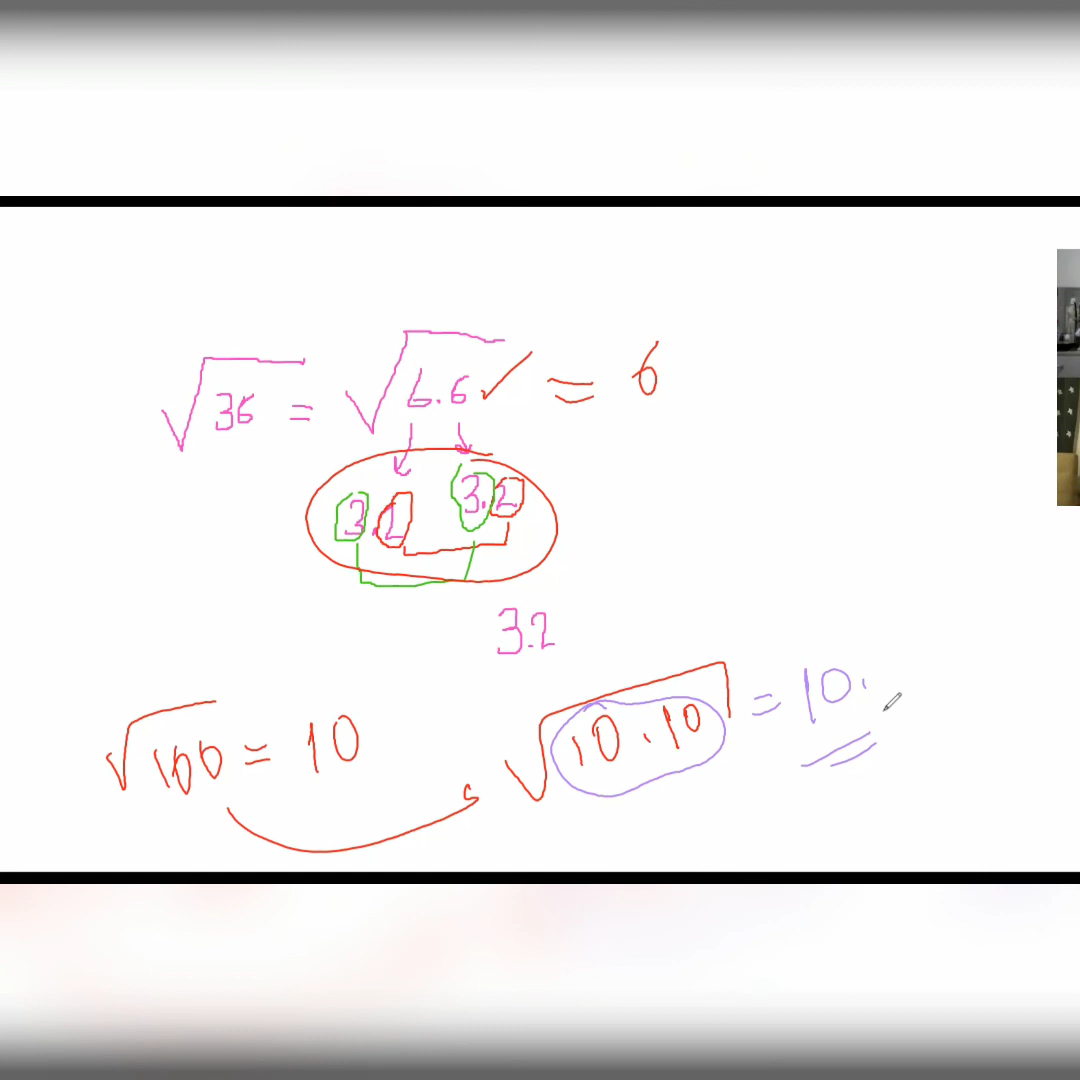 √36 = √6.6 ✓ = 6
3.2 3.2
3.2
√100 = 10 √10.10 = 10.